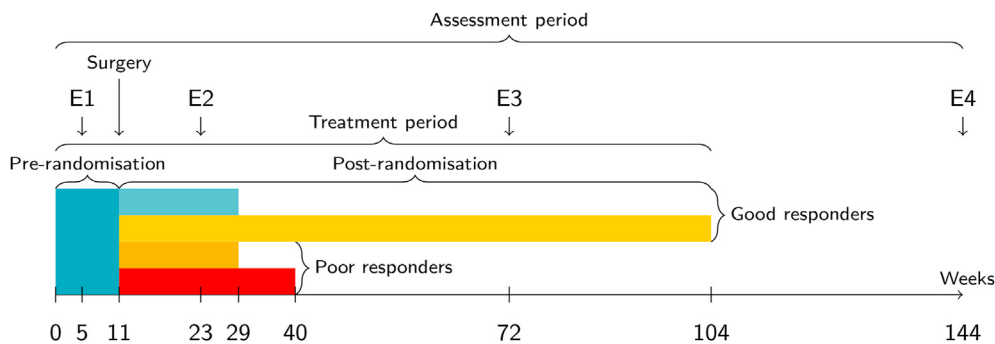 Assessment period
Surgery
E1 E2 E3 E4
Treatment period
Pre-randomisation Post-randomisation
Good responders
Poor responders
Weeks
0 5 11 23 29 40 72 104 144